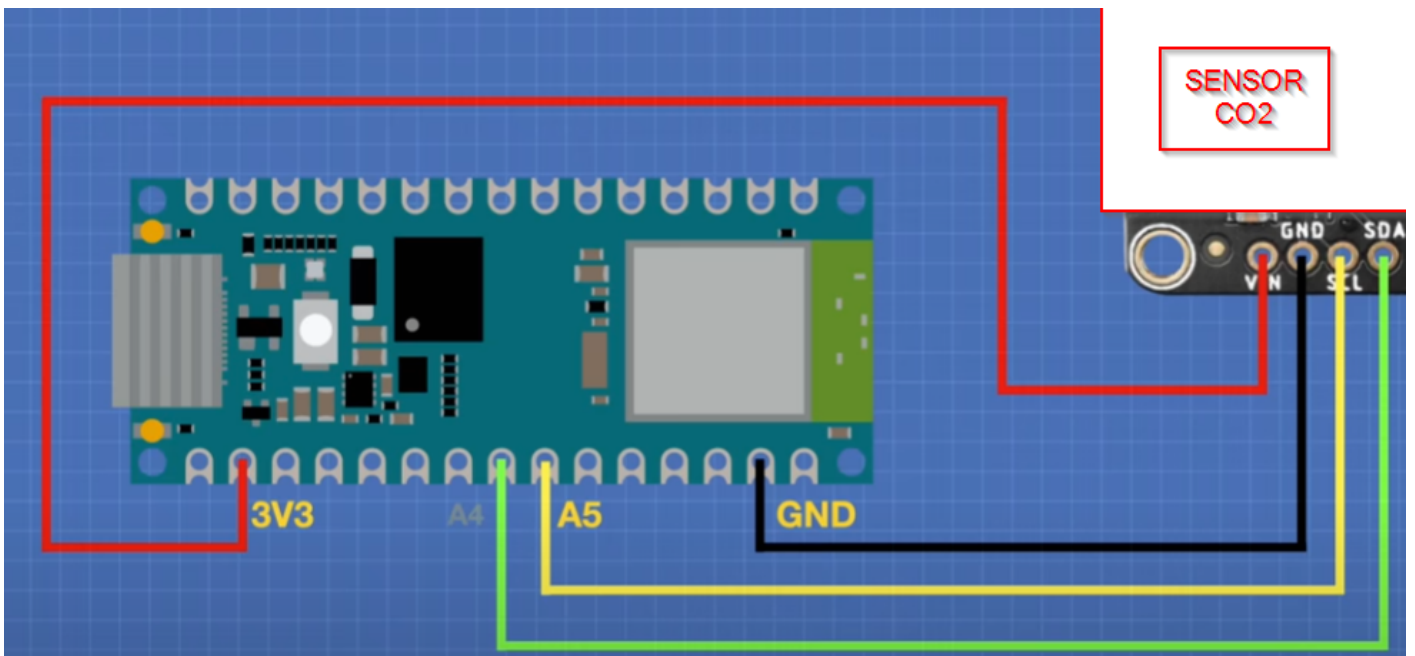 SENSOR
CO2
GND SDA
VIN SCL
3V3 A4 A5 GND